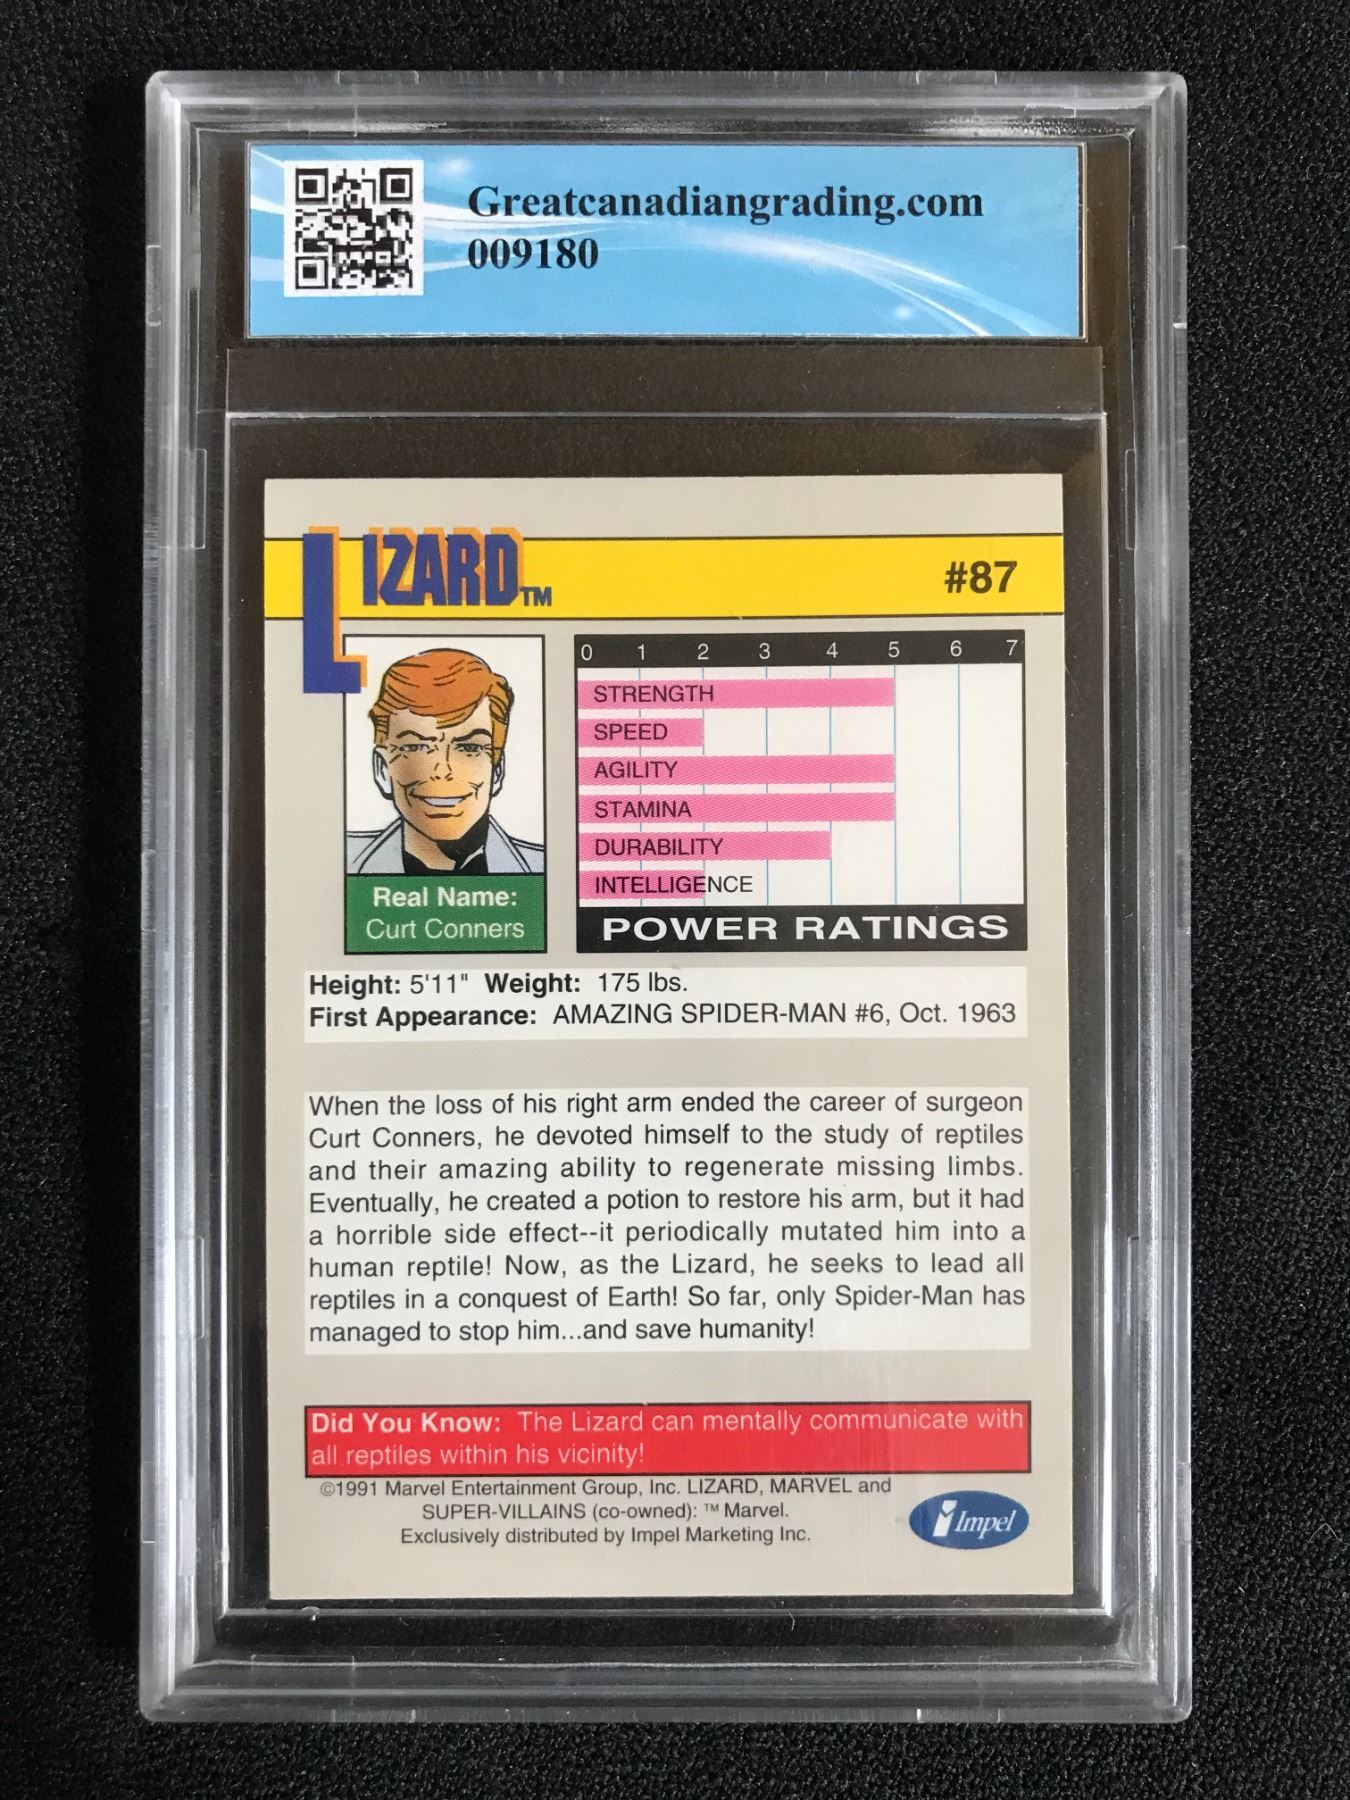 Greatcanadiangrading.com
009180
LIZARD™
#87
0 1 2 3 4 5 6 7
STRENGTH
SPEED
AGILITY
STAMINA
DURABILITY
INTELLIGENCE
POWER RATINGS
Real Name:
Curt Conners
Height: 5'11" Weight: 175 lbs.
First Appearance: AMAZING SPIDER-MAN #6, Oct. 1963
When the loss of his right arm ended the career of surgeon
Curt Conners, he devoted himself to the study of reptiles
and their amazing ability to regenerate missing limbs.
Eventually, he created a potion to restore his arm, but it had
a horrible side effect--it periodically mutated him into a
human reptile! Now, as the Lizard, he seeks to lead all
reptiles in a conquest of Earth! So far, only Spider-Man has
managed to stop him...and save humanity!
Did You Know: The Lizard can mentally communicate with
all reptiles within his vicinity!
©1991 Marvel Entertainment Group, Inc. LIZARD, MARVEL and
SUPER-VILLAINS (co-owned): ™ Marvel.
Exclusively distributed by Impel Marketing Inc.
Impel